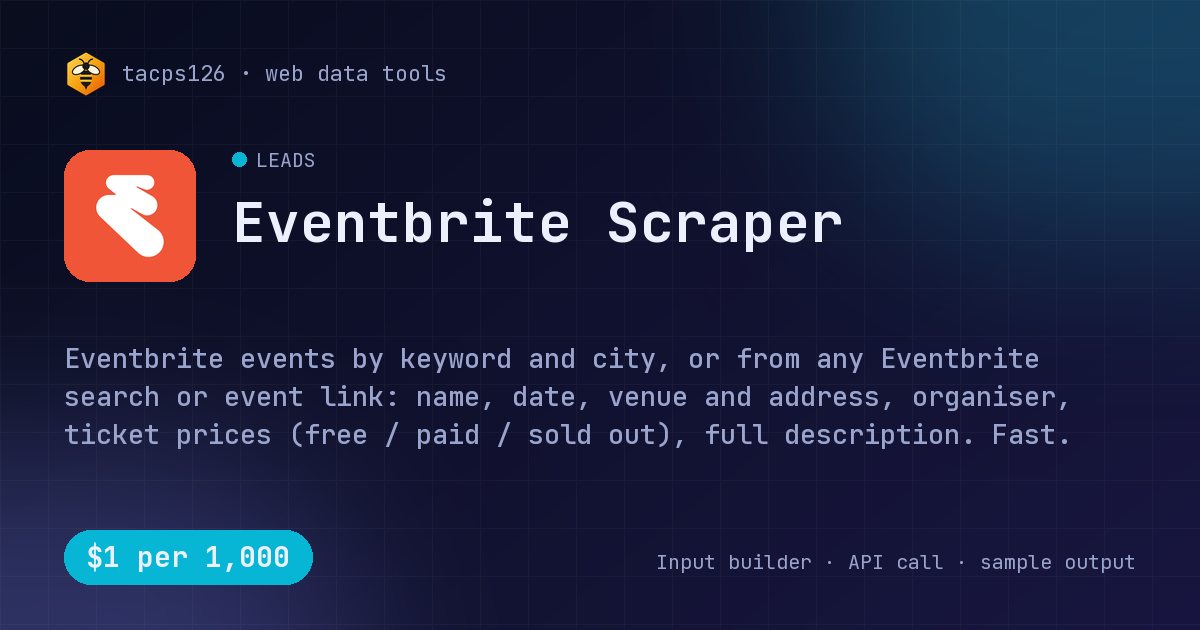 tacps126 · web data tools
LEADS
Eventbrite Scraper
Eventbrite events by keyword and city, or from any Eventbrite
search or event link: name, date, venue and address, organiser,
ticket prices (free / paid / sold out), full description. Fast.
$1 per 1,000
Input builder · API call · sample output